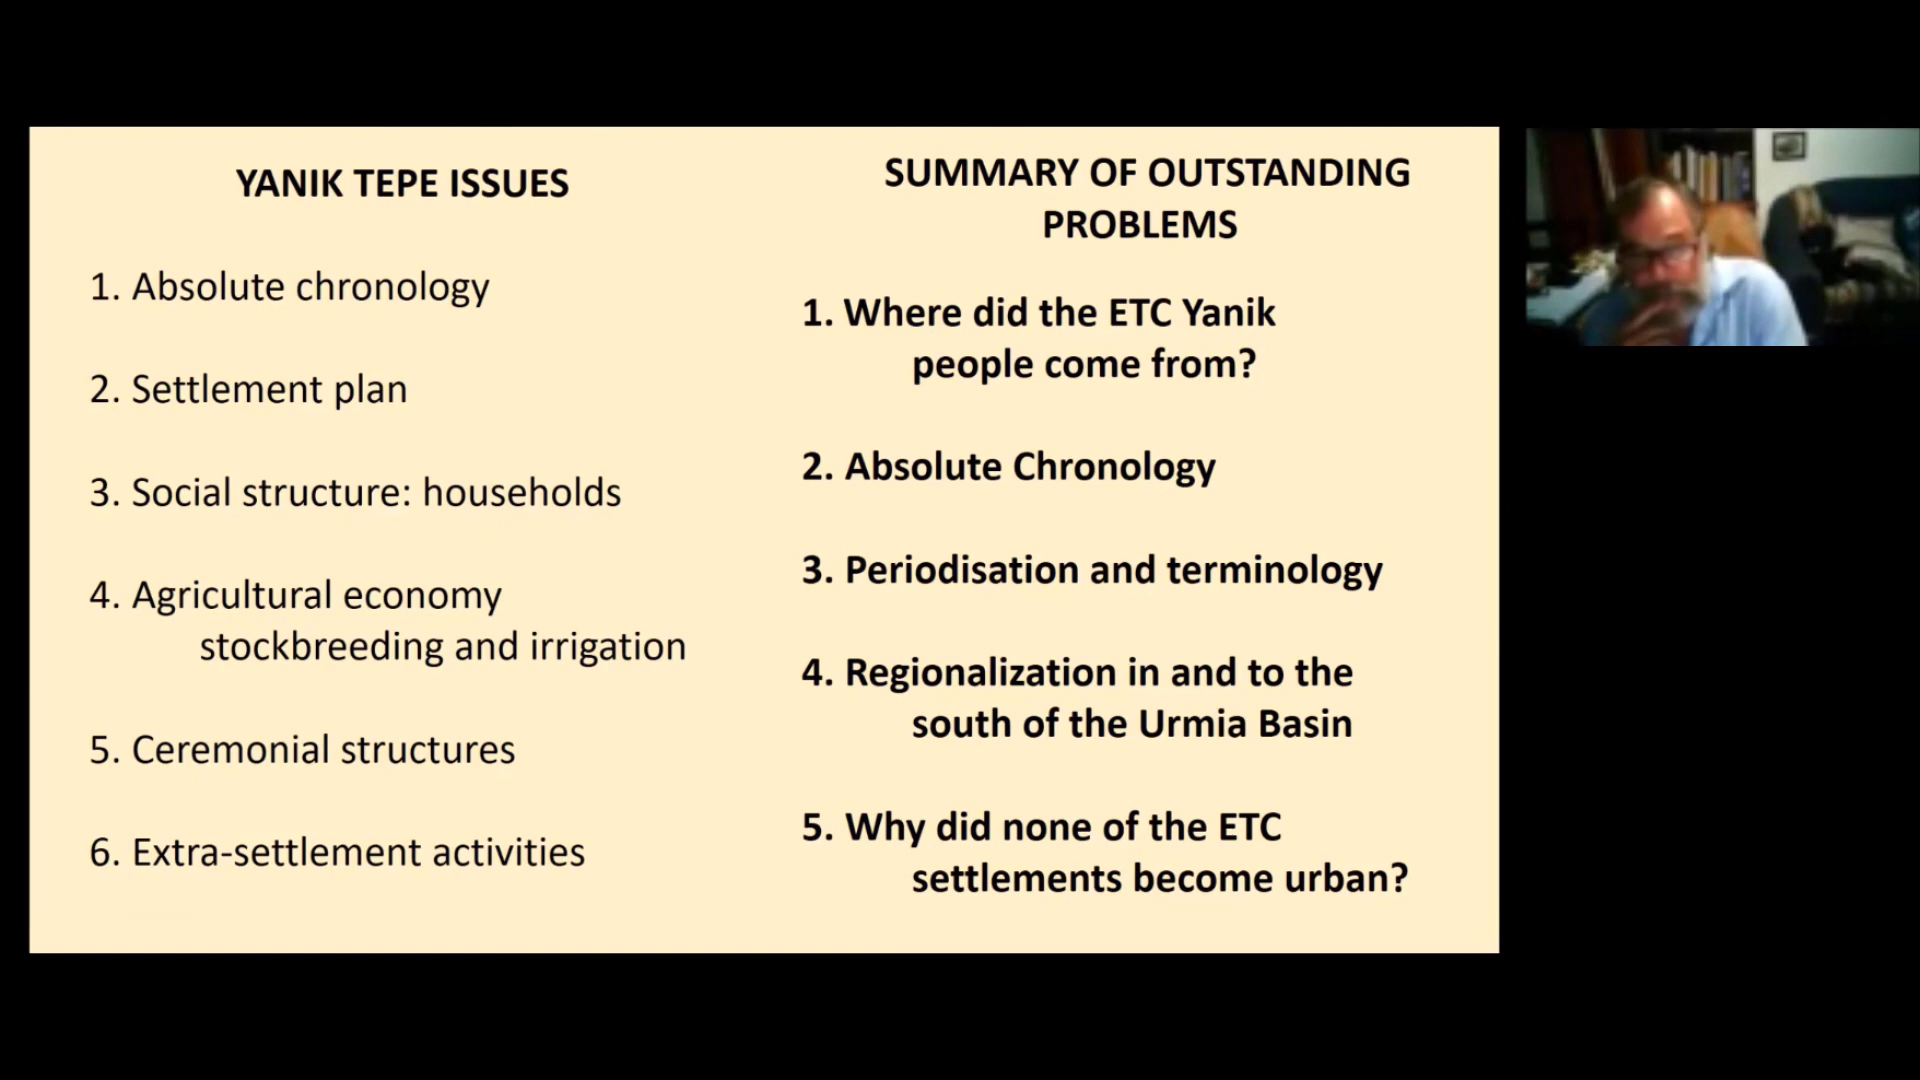 YANIK TEPE ISSUES
1. Absolute chronology
2. Settlement plan
3. Social structure: households
4. Agricultural economy
stockbreeding and irrigation
5. Ceremonial structures
6. Extra-settlement activities
SUMMARY OF OUTSTANDING
PROBLEMS
1. Where did the ETC Yanik
people come from?
2. Absolute Chronology
3. Periodisation and terminology
4. Regionalization in and to the
south of the Urmia Basin
5. Why did none of the ETC
settlements become urban?